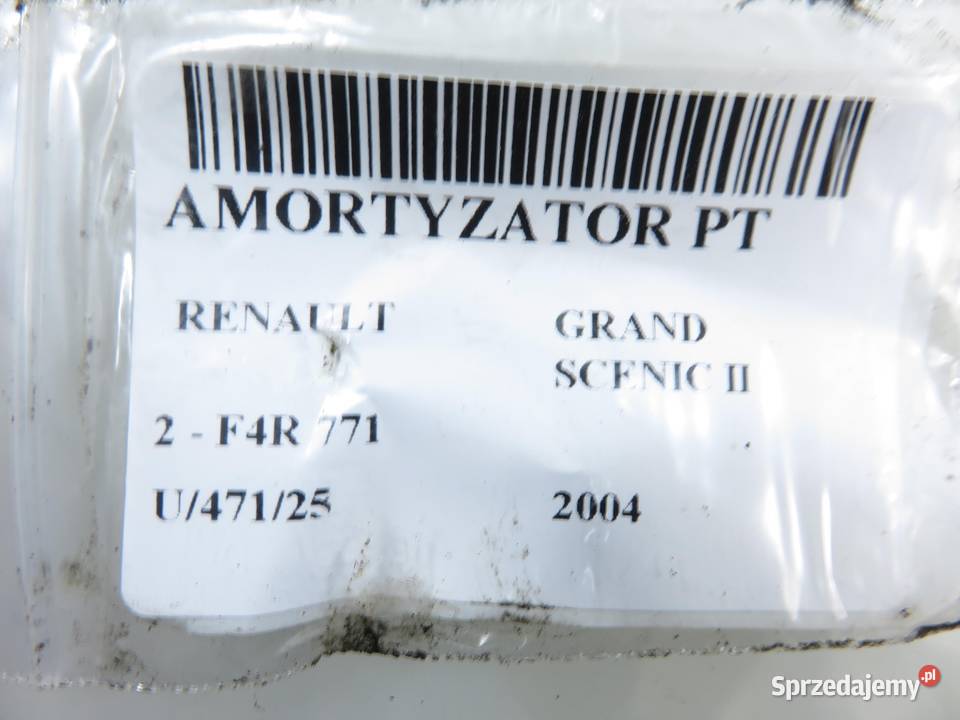 AMORTYZATOR PT
RENAULT
GRAND
SCENIC II
2 - F4R 771
U/471/25
2004
Sprzedajemy.pl